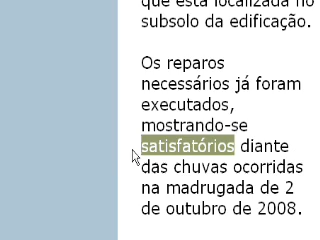 que está localizada no
subsolo da edificação.
Os reparos
necessários já foram
executados,
mostrando-se
satisfatórios diante
das chuvas ocorridas
na madrugada de 2
de outubro de 2008.